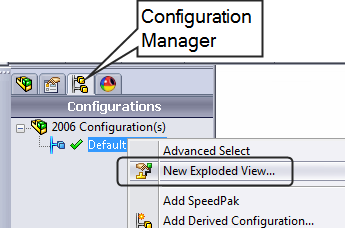 Configuration
Manager
Configurations
2006 Configuration(s)
Default
Advanced Select
New Exploded View...
Add SpeedPak
Add Derived Configuration...